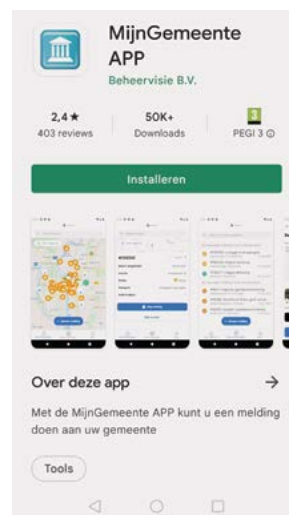 MijnGemeente
APP
Beheervisie B.V.
2,4★
50K+
3
403 reviews
Downloads
PEGI 3 ⓘ
Installeren
Over deze app →
Met de MijnGemeente APP kunt u een melding
doen aan uw gemeente
Tools